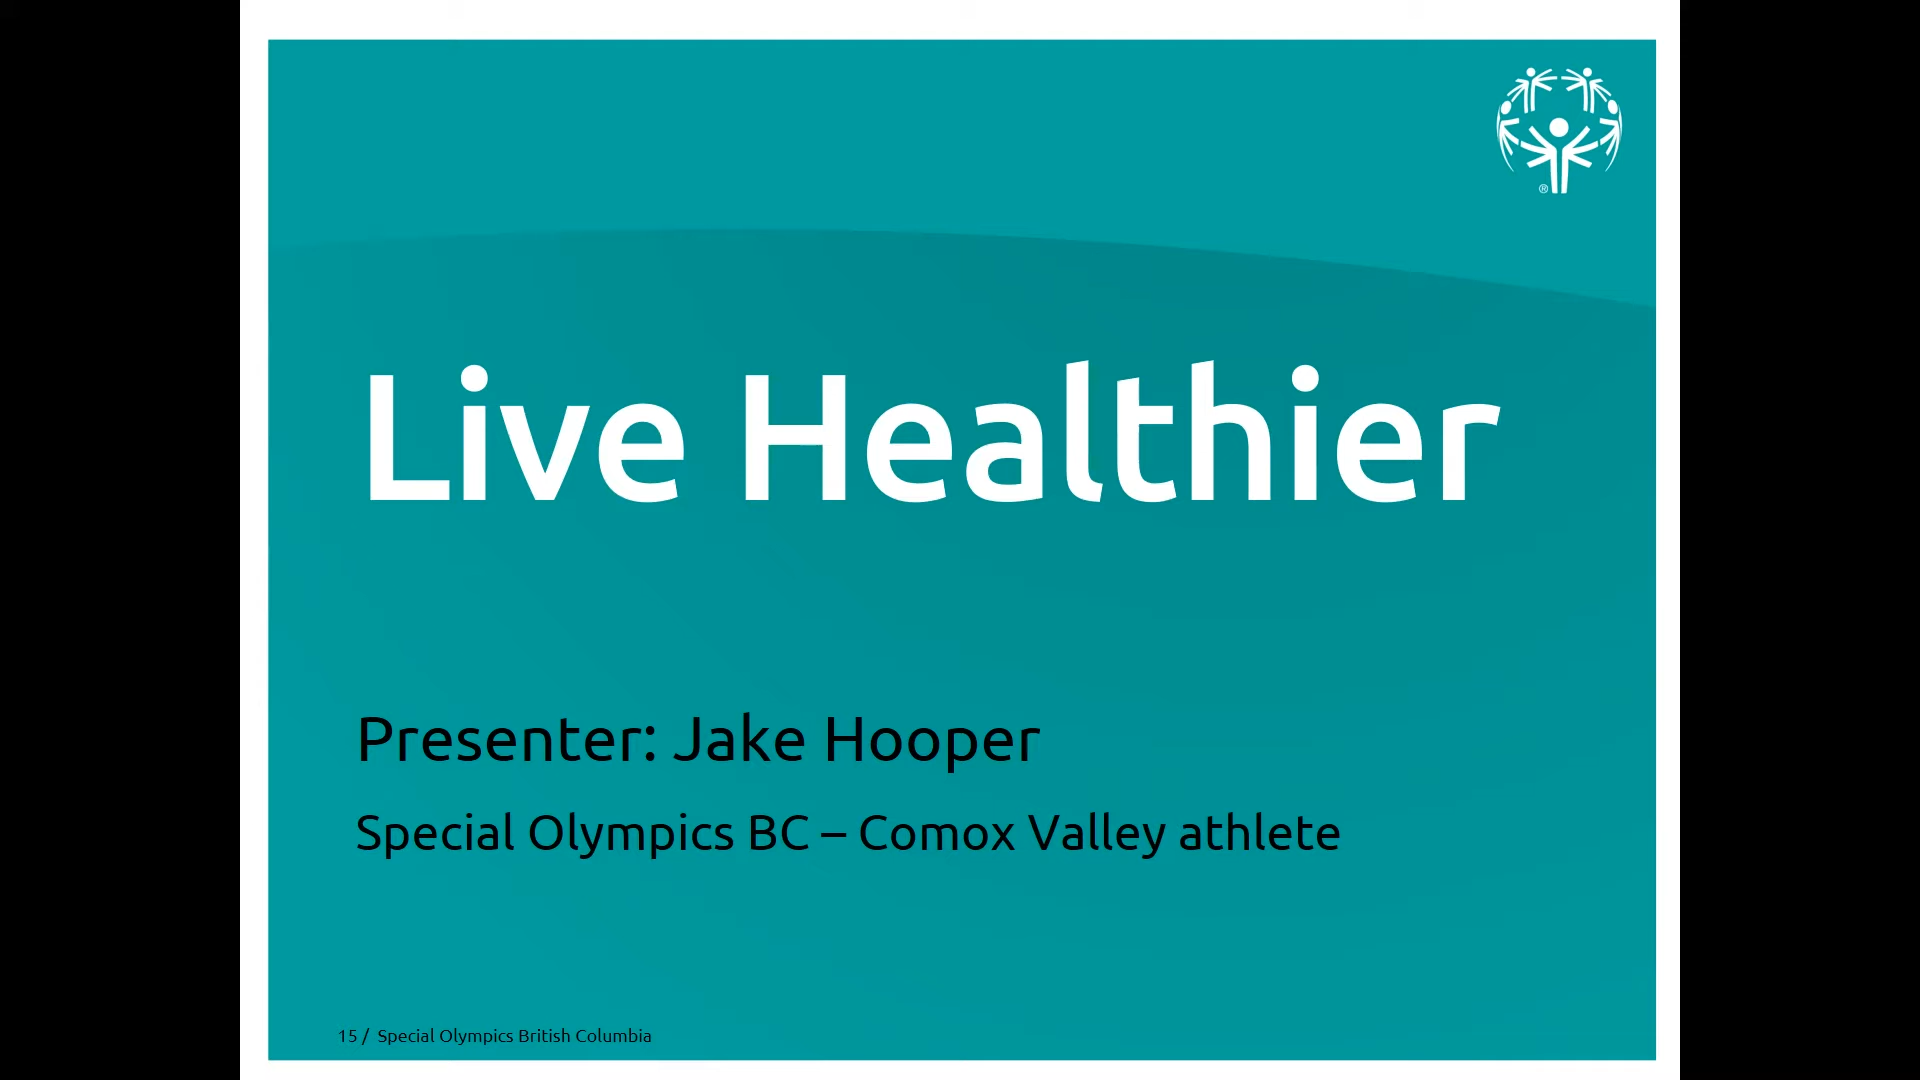 ®
Live Healthier
Presenter: Jake Hooper
Special Olympics BC – Comox Valley athlete
15 / Special Olympics British Columbia